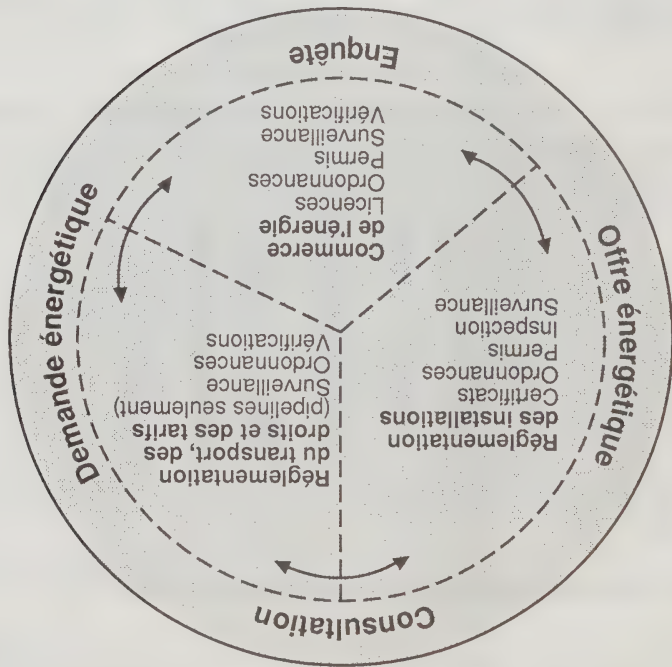 Consultation
Offre énergétique
Réglementation
des installations
Certificats
Ordonnances
Permis
Inspection
Surveillance
Réglementation
du transport, des
droits et des tarifs
(pipelines seulement)
Surveillance
Ordonnances
Vérifications
Demande énergétique
Commerce
de l'énergie
Licences
Ordonnances
Permis
Surveillance
Vérifications
Enquête